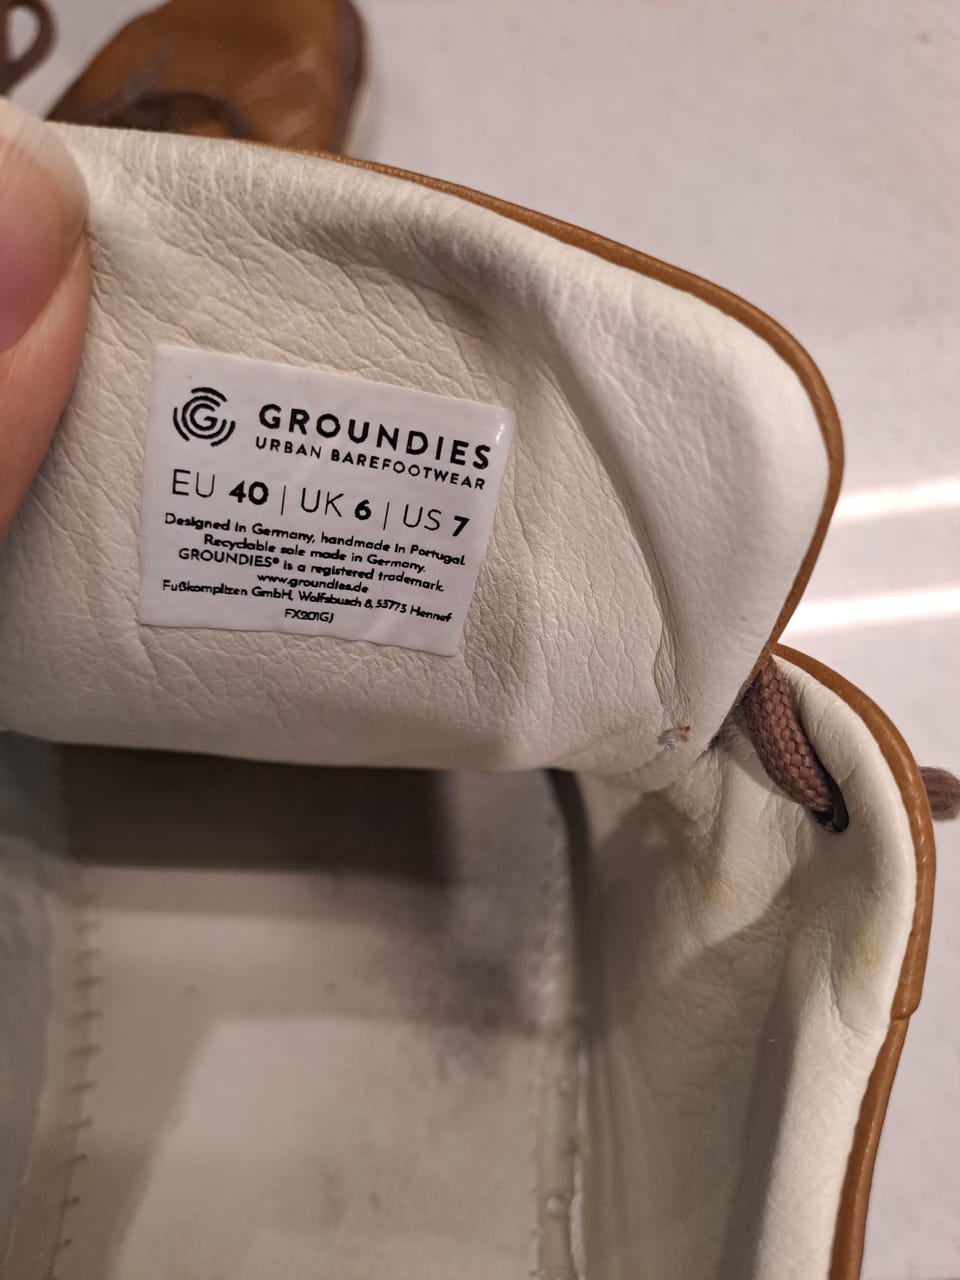 G GROUNDIES
URBAN BAREFOOTWEAR
EU 40 | UK 6 | US 7
Designed in Germany, handmade in Portugal.
Recyclable sole made in Germany.
GROUNDIES® is a registered trademark.
www.groundies.de
Fußkomplizen GmbH, Wolfsbusch 8, 53773 Hennef
FX201GJ